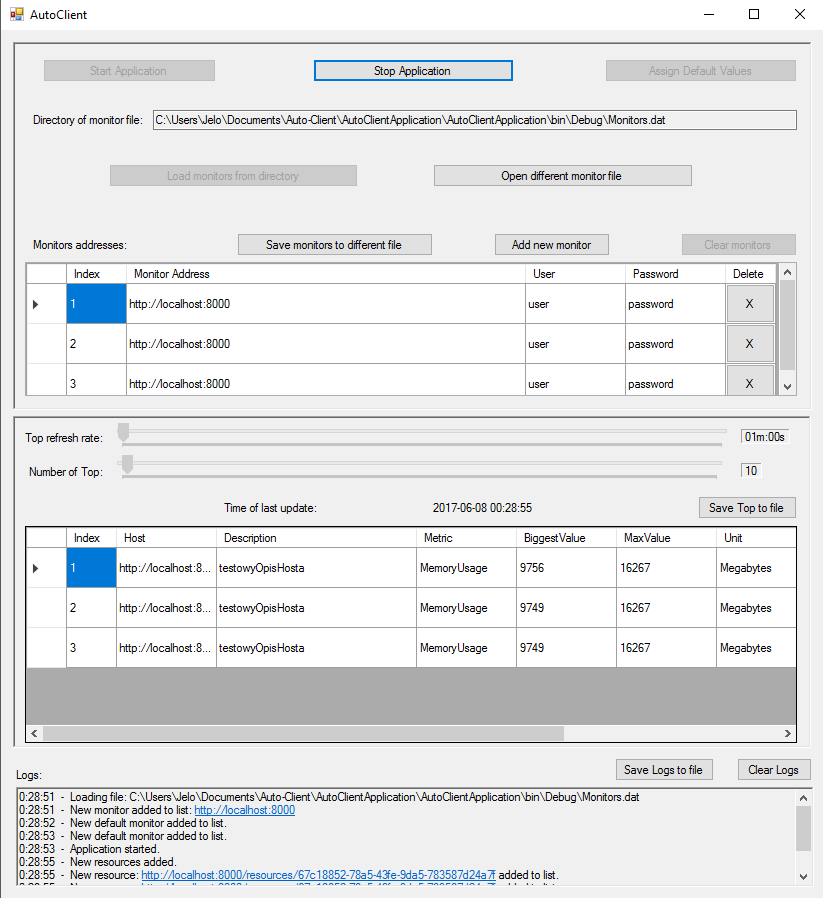 AutoClient
Start Application Stop Application Assign Default Values
Directory of monitor file: C:\Users\Jelo\Documents\Auto-Client\AutoClientApplication\AutoClientApplication\bin\Debug\Monitors.dat
Load monitors from directory Open different monitor file
Monitors addresses: Save monitors to different file Add new monitor Clear monitors
Index Monitor Address User Password Delete
1 http://localhost:8000 user password X
2 http://localhost:8000 user password X
3 http://localhost:8000 user password X
Top refresh rate: 01m:00s
Number of Top: 10
Time of last update: 2017-06-08 00:28:55 Save Top to file
Index Host Description Metric BiggestValue MaxValue Unit
1 http://localhost:8... testowyOpisHosta MemoryUsage 9756 16267 Megabytes
2 http://localhost:8... testowyOpisHosta MemoryUsage 9749 16267 Megabytes
3 http://localhost:8... testowyOpisHosta MemoryUsage 9749 16267 Megabytes
Logs: Save Logs to file Clear Logs
0:28:51 - Loading file: C:\Users\Jelo\Documents\Auto-Client\AutoClientApplication\AutoClientApplication\bin\Debug\Monitors.dat
0:28:51 - New monitor added to list: http://localhost:8000
0:28:52 - New default monitor added to list.
0:28:53 - New default monitor added to list.
0:28:53 - Application started.
0:28:55 - New resources added.
0:28:55 - New resource: http://localhost:8000/resources/67c18852-78a5-43fe-9da5-783587d24a7f added to list.